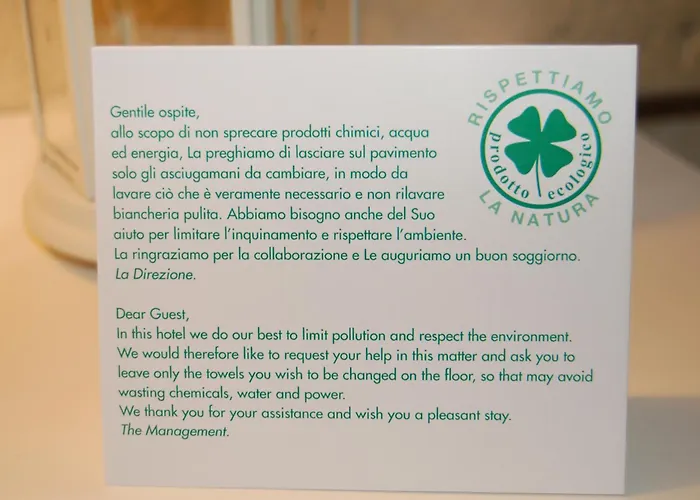 RISPETTIAMO
prodotto ecologico
LA NATURA
Gentile ospite,
allo scopo di non sprecare prodotti chimici, acqua
ed energia, La preghiamo di lasciare sul pavimento
solo gli asciugamani da cambiare, in modo da
lavare ciò che è veramente necessario e non rilavare
biancheria pulita. Abbiamo bisogno anche del Suo
aiuto per limitare l'inquinamento e rispettare l'ambiente.
La ringraziamo per la collaborazione e Le auguriamo un buon soggiorno.
La Direzione.
Dear Guest,
In this hotel we do our best to limit pollution and respect the environment.
We would therefore like to request your help in this matter and ask you to
leave only the towels you wish to be changed on the floor, so that may avoid
wasting chemicals, water and power.
We thank you for your assistance and wish you a pleasant stay.
The Management.